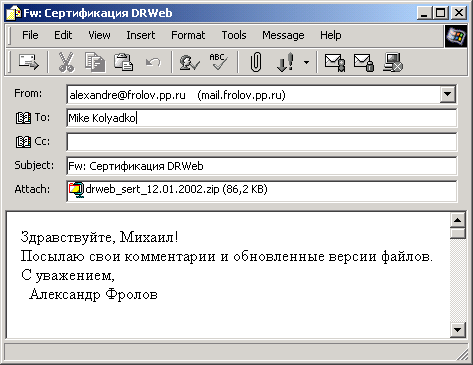 Fw: Сертификация DRWeb
File Edit View Insert Format Tools Message Help
From: alexandre@frolov.pp.ru (mail.frolov.pp.ru)
To: Mike Kolyadko
Cc:
Subject: Fw: Сертификация DRWeb
Attach: drweb_sert_12.01.2002.zip (86,2 KB)
Здравствуйте, Михаил!
Посылаю свои комментарии и обновленные версии файлов.
С уважением,
Александр Фролов